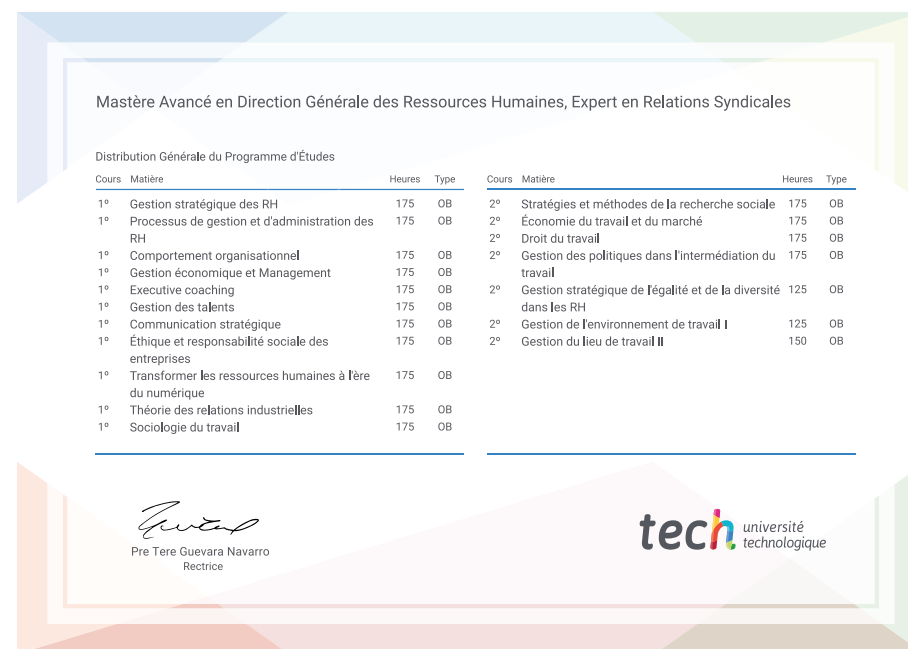 Mastère Avancé en Direction Générale des Ressources Humaines, Expert en Relations Syndicales
Distribution Générale du Programme d'Études
Cours Matière Heures Type
1º Gestion stratégique des RH 175 OB
1º Processus de gestion et d'administration des 175 OB
RH
1º Comportement organisationnel 175 OB
1º Gestion économique et Management 175 OB
1º Executive coaching 175 OB
1º Gestion des talents 175 OB
1º Communication stratégique 175 OB
1º Éthique et responsabilité sociale des 175 OB
entreprises
1º Transformer les ressources humaines à l'ère 175 OB
du numérique
1º Théorie des relations industrielles 175 OB
1º Sociologie du travail 175 OB
Cours Matière Heures Type
2º Stratégies et méthodes de la recherche sociale 175 OB
2º Économie du travail et du marché 175 OB
2º Droit du travail 175 OB
2º Gestion des politiques dans l'intermédiation du 175 OB
travail
2º Gestion stratégique de l'égalité et de la diversité 125 OB
dans les RH
2º Gestion de l'environnement de travail I 125 OB
2º Gestion du lieu de travail II 150 OB
Pre Tere Guevara Navarro
Rectrice
tech université
technologique